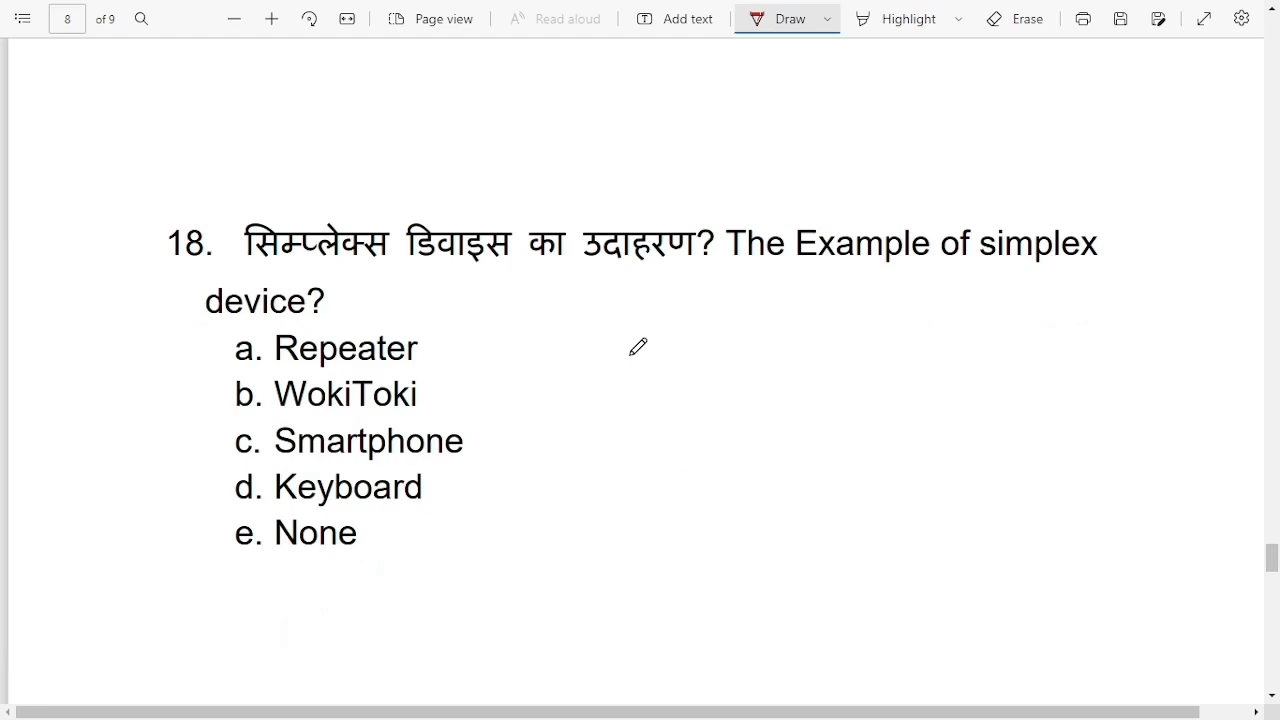 8 of 9 Page view Read aloud Add text Draw Highlight Erase
18. सिम्प्लेक्स डिवाइस का उदाहरण? The Example of simplex
device?
a. Repeater
b. WokiToki
c. Smartphone
d. Keyboard
e. None